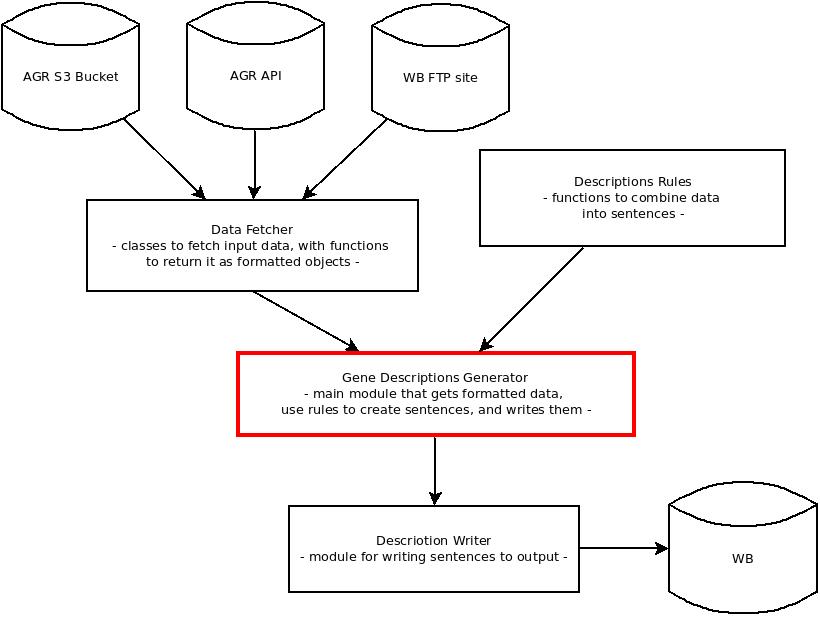 AGR S3 Bucket
AGR API
WB FTP site
Descriptions Rules
- functions to combine data
into sentences -
Data Fetcher
- classes to fetch input data, with functions
to return it as formatted objects -
Gene Descriptions Generator
- main module that gets formatted data,
use rules to create sentences, and writes them -
Descriotion Writer
- module for writing sentences to output -
WB